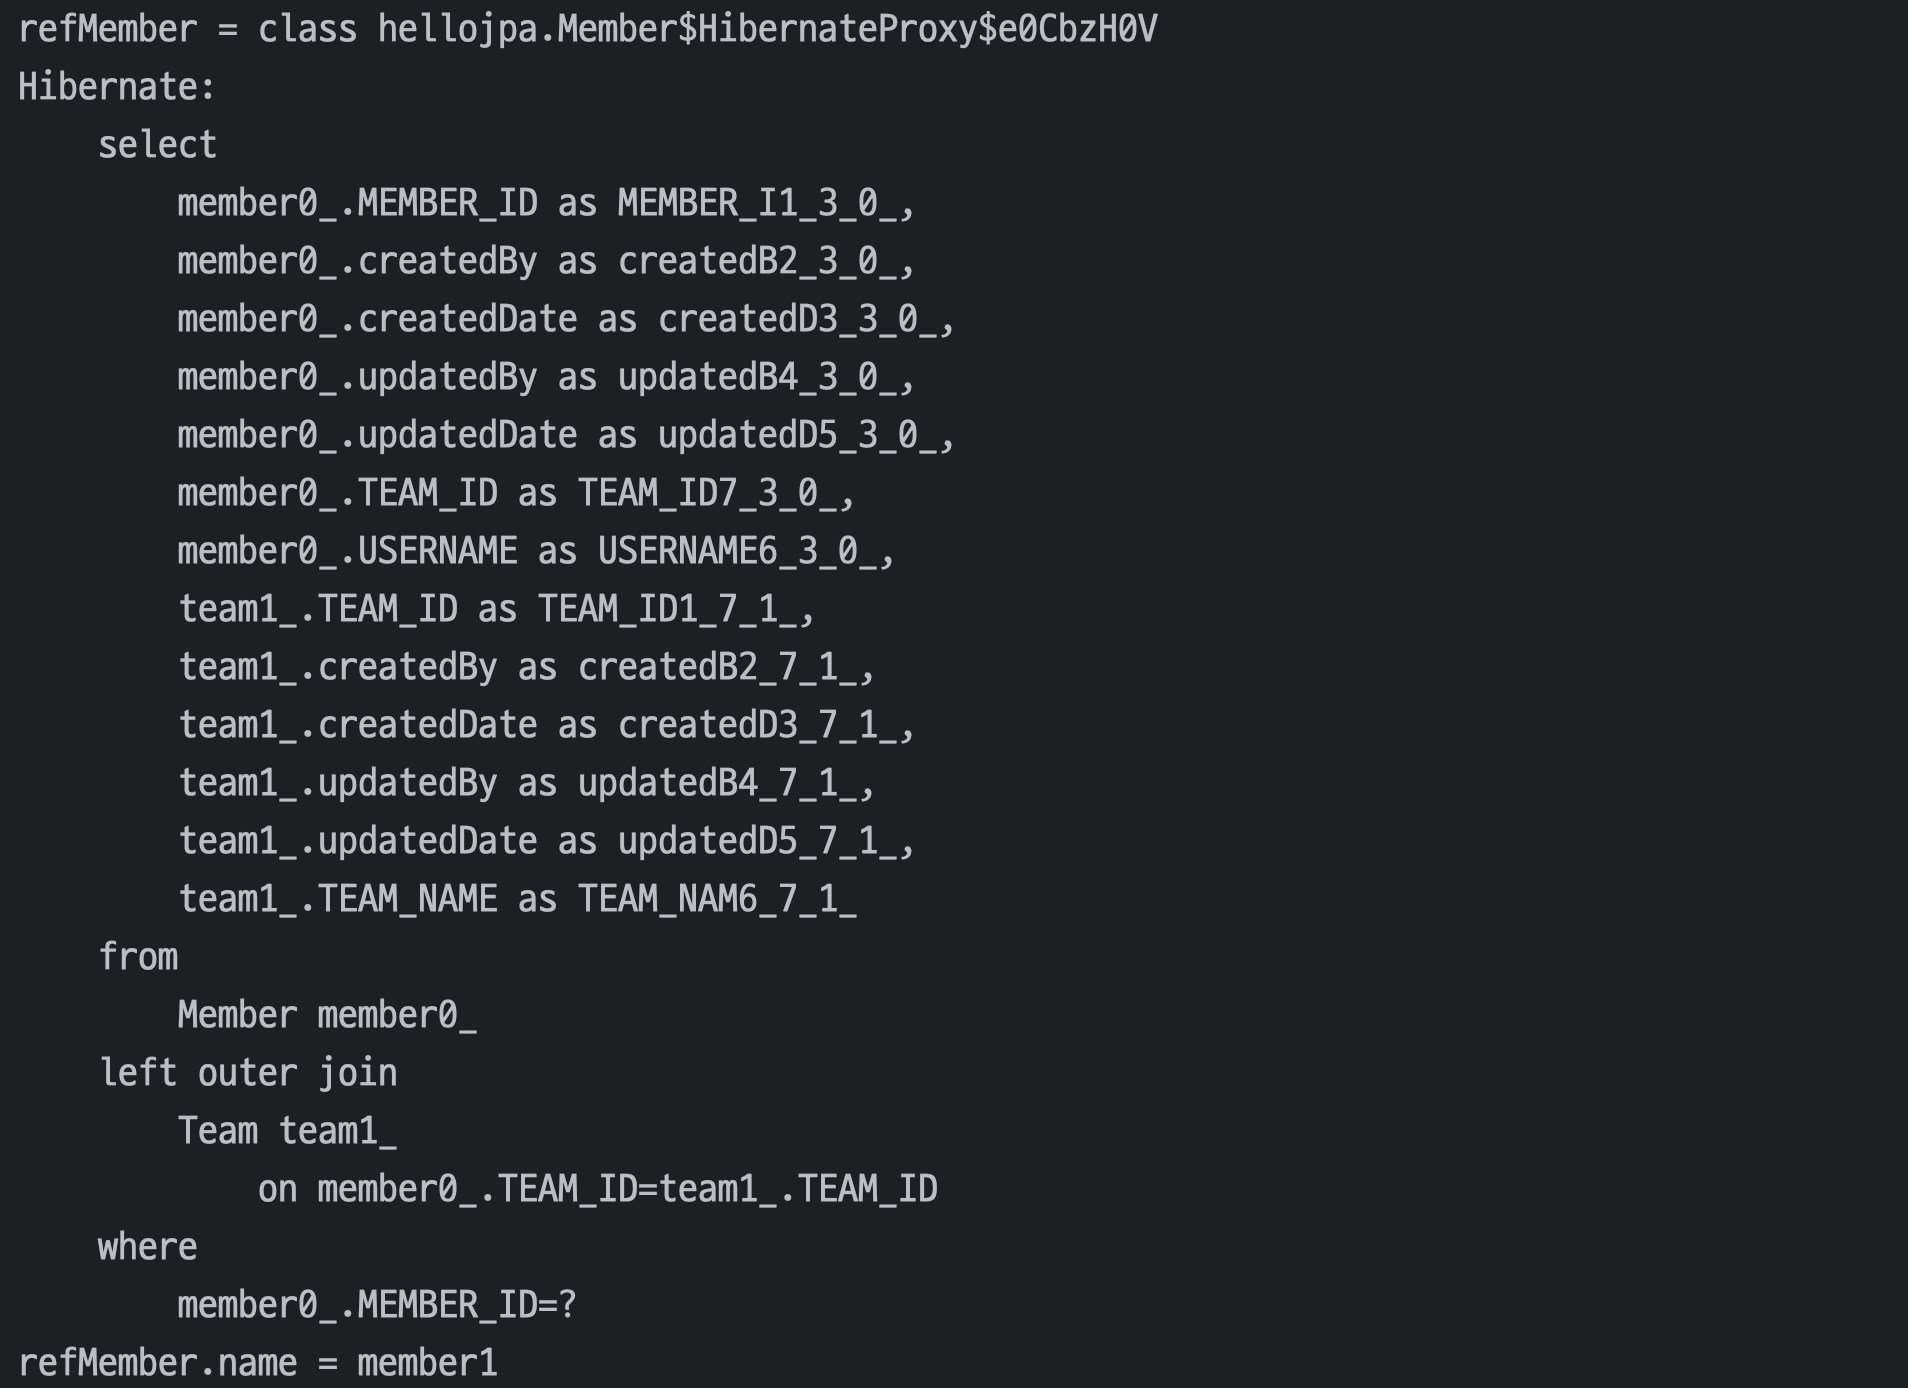 refMember = class hellojpa.Member$HibernateProxy$e0CbzH0V
Hibernate:
    select
        member0_.MEMBER_ID as MEMBER_I1_3_0_,
        member0_.createdBy as createdB2_3_0_,
        member0_.createdDate as createdD3_3_0_,
        member0_.updatedBy as updatedB4_3_0_,
        member0_.updatedDate as updatedD5_3_0_,
        member0_.TEAM_ID as TEAM_ID7_3_0_,
        member0_.USERNAME as USERNAME6_3_0_,
        team1_.TEAM_ID as TEAM_ID1_7_1_,
        team1_.createdBy as createdB2_7_1_,
        team1_.createdDate as createdD3_7_1_,
        team1_.updatedBy as updatedB4_7_1_,
        team1_.updatedDate as updatedD5_7_1_,
        team1_.TEAM_NAME as TEAM_NAM6_7_1_
    from
        Member member0_
    left outer join
        Team team1_
            on member0_.TEAM_ID=team1_.TEAM_ID
    where
        member0_.MEMBER_ID=?
refMember.name = member1